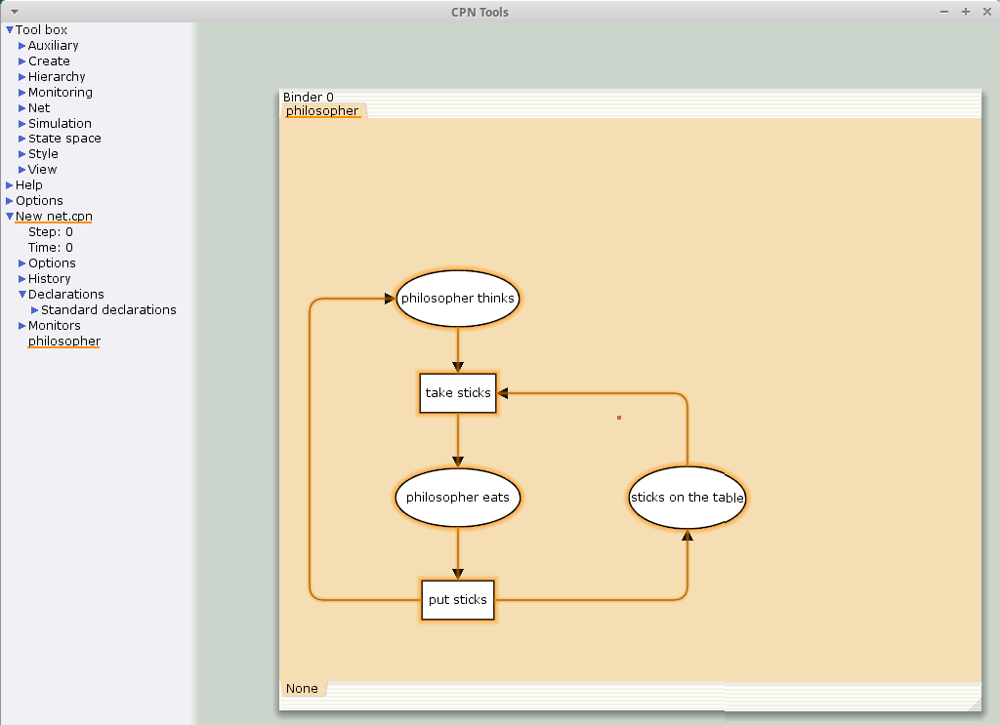 CPN Tools
Tool box
Auxiliary
Create
Hierarchy
Monitoring
Net
Simulation
State space
Style
View
Help
Options
New net.cpn
Step: 0
Time: 0
Options
History
Declarations
Standard declarations
Monitors
philosopher
Binder 0
philosopher
philosopher thinks
take sticks
philosopher eats
sticks on the table
put sticks
None